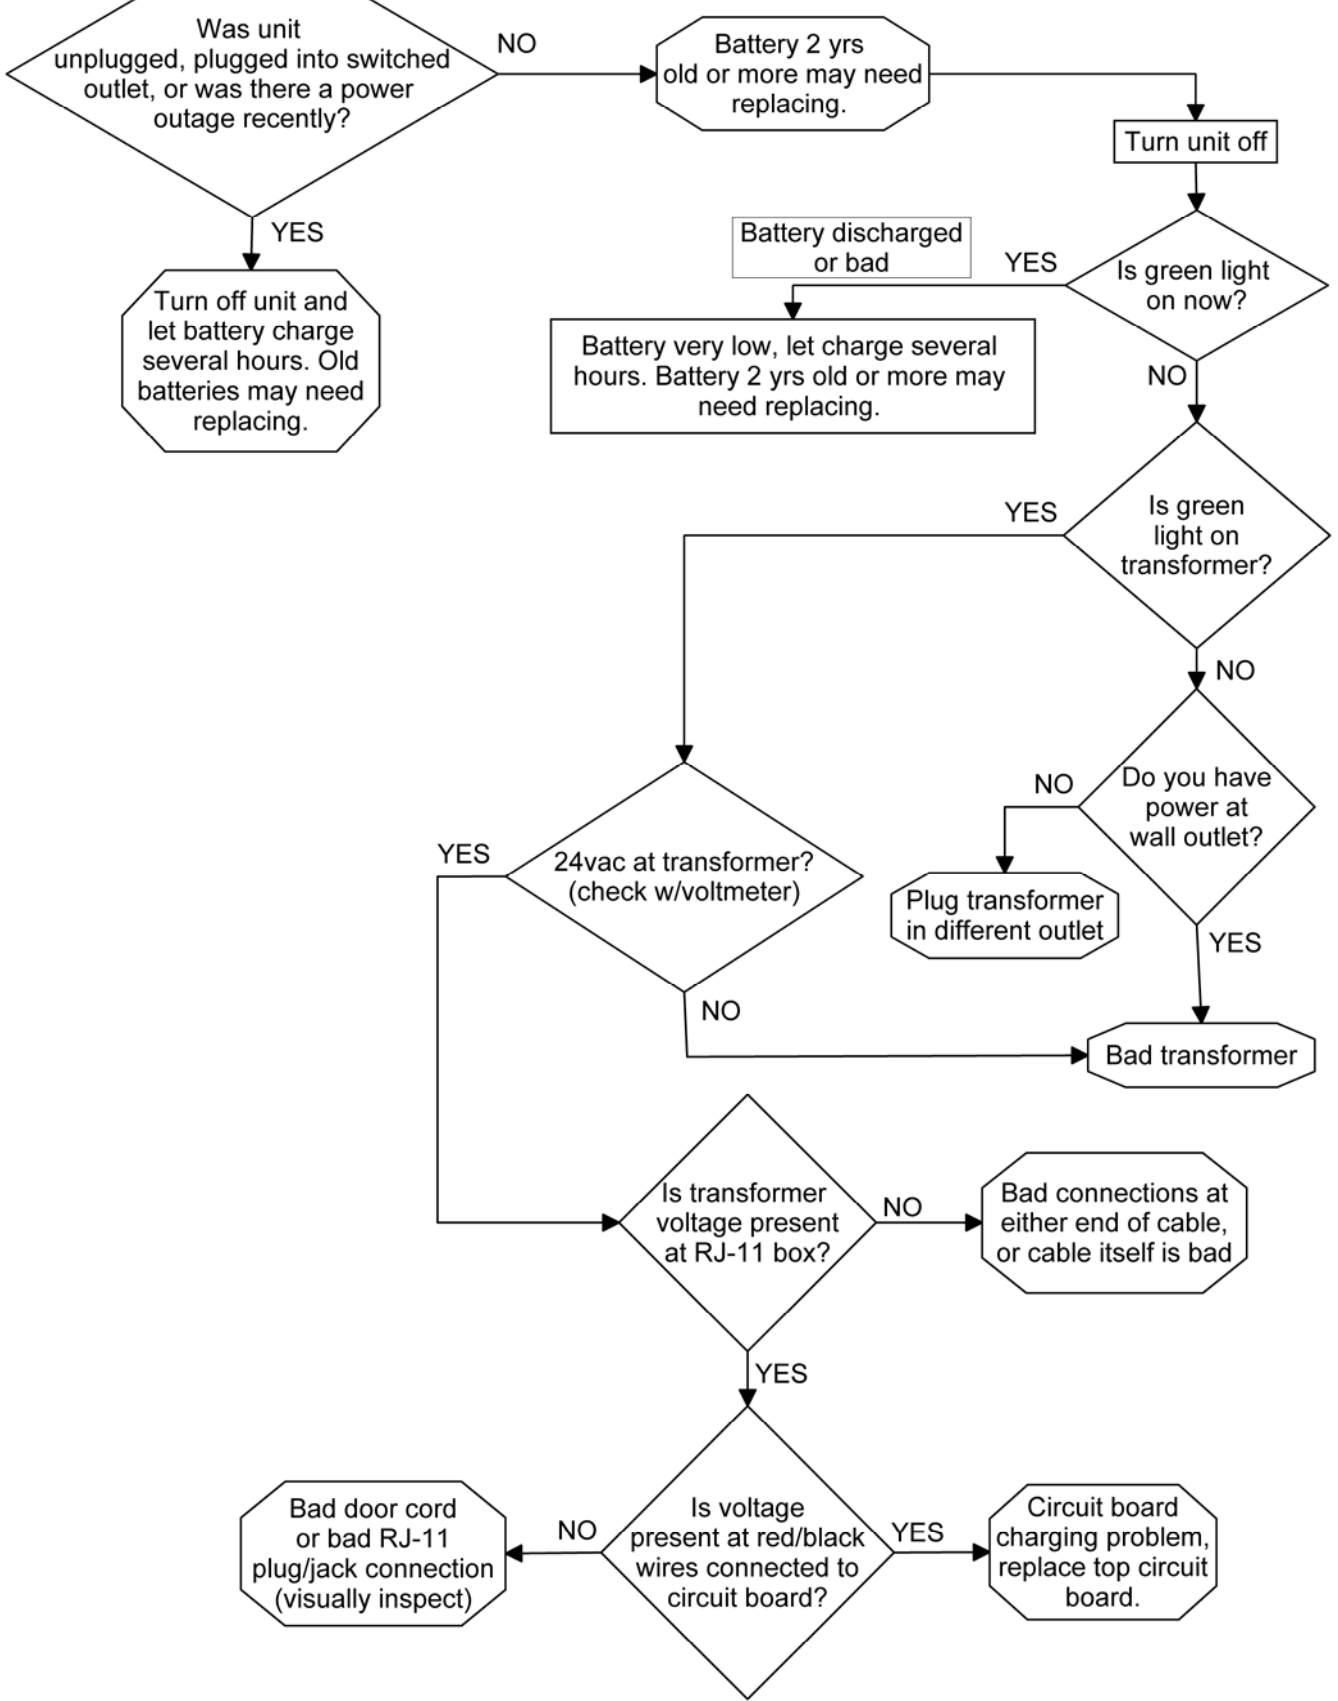 Was unit
unplugged, plugged into switched
outlet, or was there a power
outage recently?
NO
Battery 2 yrs
old or more may need
replacing.
Turn unit off
YES
Turn off unit and
let battery charge
several hours. Old
batteries may need
replacing.
Battery discharged
or bad
YES
Is green light
on now?
Battery very low, let charge several
hours. Battery 2 yrs old or more may
need replacing.
NO
YES
Is green
light on
transformer?
NO
Do you have
power at
wall outlet?
NO
Plug transformer
in different outlet
YES
YES
24vac at transformer?
(check w/voltmeter)
NO
Bad transformer
Is transformer
voltage present
at RJ-11 box?
NO
Bad connections at
either end of cable,
or cable itself is bad
YES
Bad door cord
or bad RJ-11
plug/jack connection
(visually inspect)
NO
Is voltage
present at red/black
wires connected to
circuit board?
YES
Circuit board
charging problem,
replace top circuit
board.